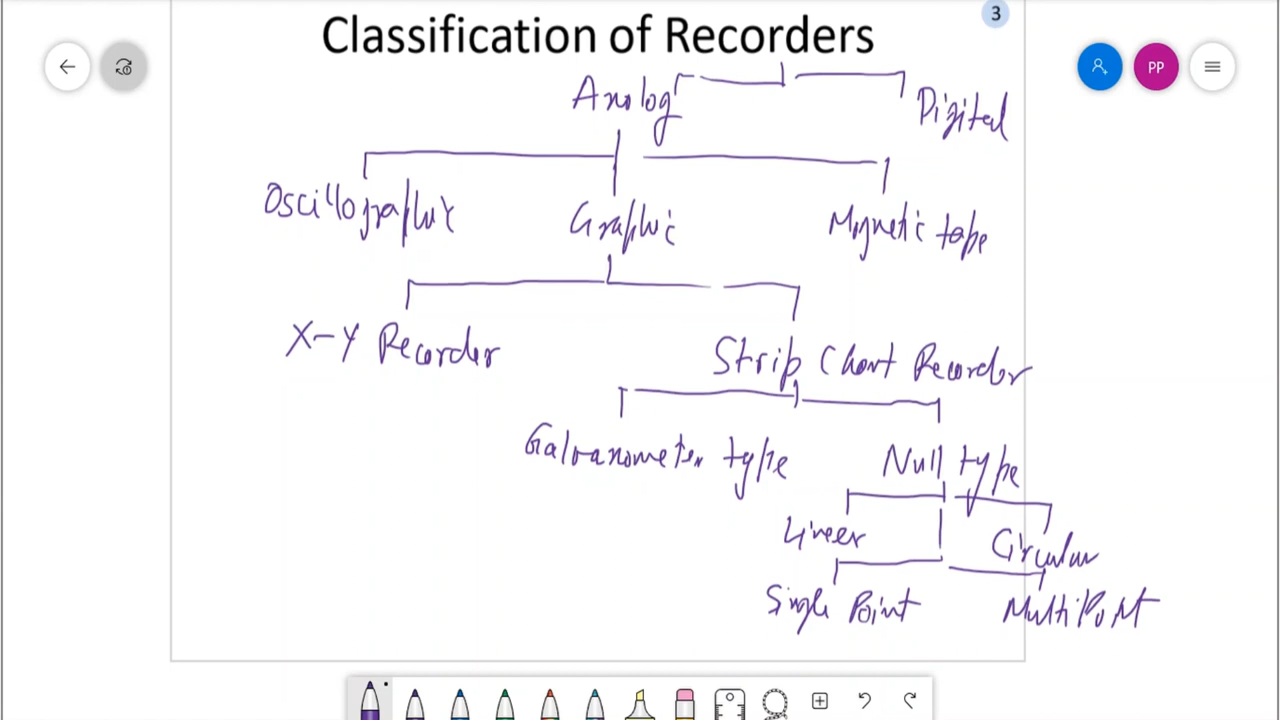 3
Classification of Recorders
PP
Analog
Digital
Oscillographic
Graphic
Magnetic tape
X-Y Recorder
Strip Chart Recorder
Galvanometer type
Null type
Linear
Circular
Single Point
MultiPoint